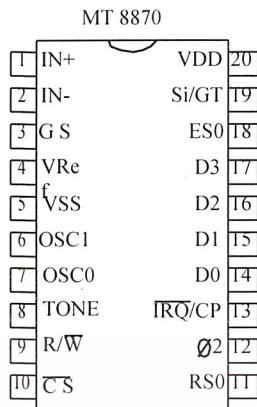 MT 8870
1 IN+ VDD 20
2 IN- Si/GT 19
3 G S ES0 18
4 VRe D3 17
f
5 VSS D2 16
6 OSC1 D1 15
7 OSC0 D0 14
8 TONE I̅R̅Q̅/CP 13
9 R/W̅ Ø2 12
10 C̅ S̅ RS0 11